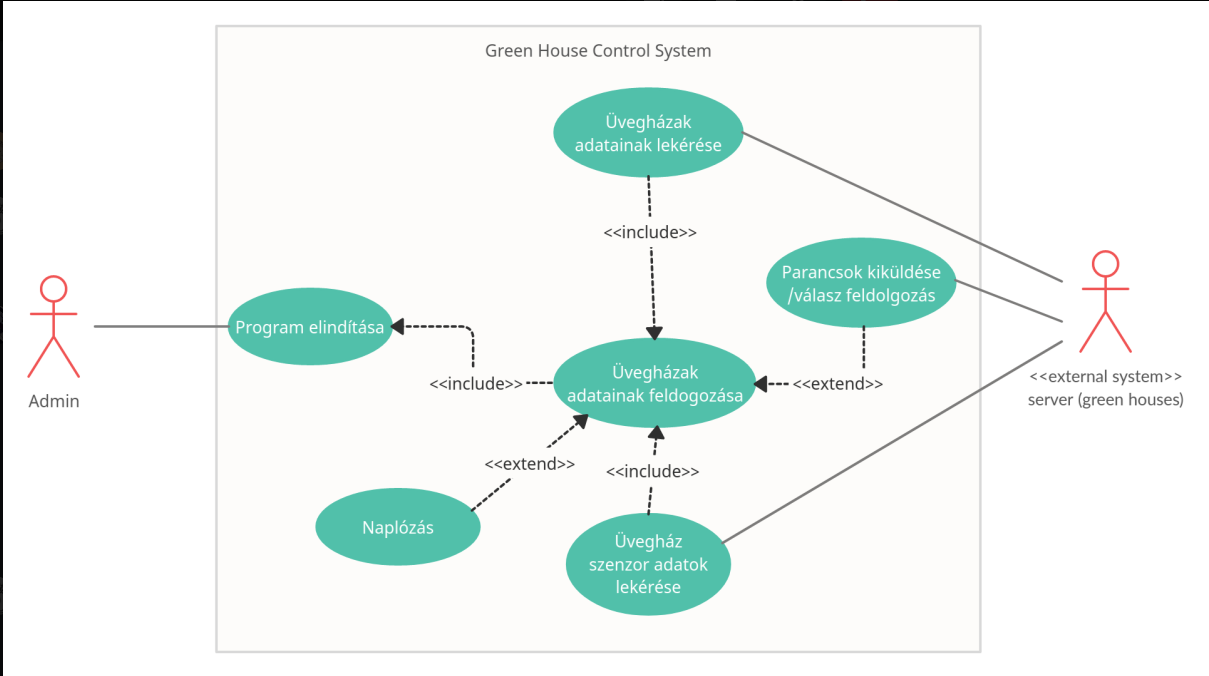 Green House Control System
Üvegházak
adatainak lekérése
<<include>>
Parancsok kiküldése
/válasz feldolgozás
Program elindítása
Üvegházak
adatainak feldogozása
<<include>>
<<extend>>
<<external system>>
server (green houses)
Admin
<<extend>>
<<include>>
Naplózás
Üvegház
szenzor adatok
lekérése